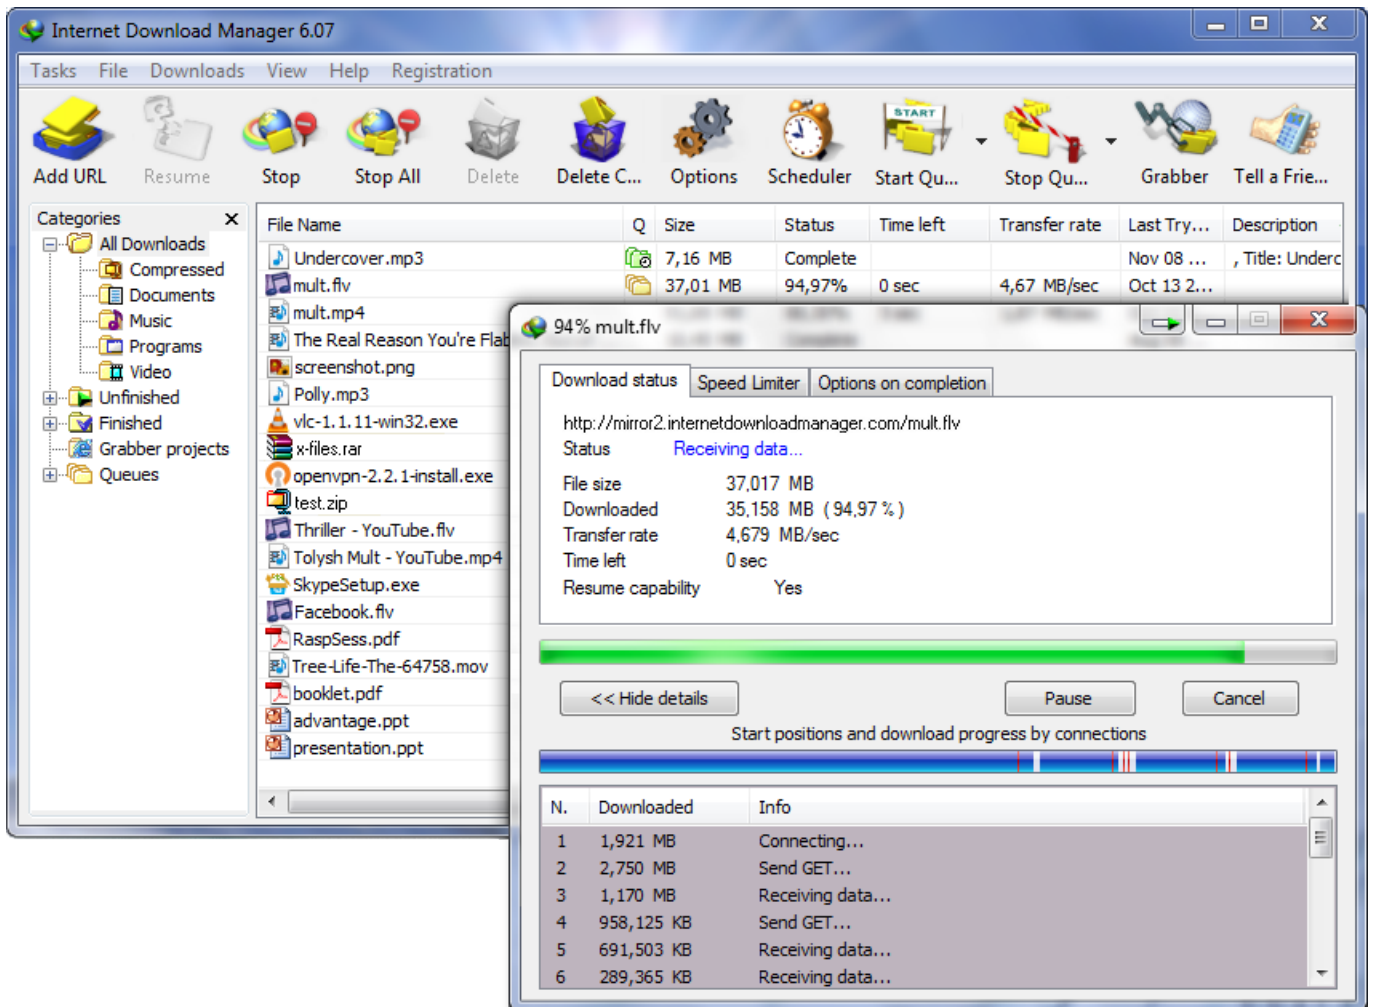 Internet Download Manager 6.07
Tasks File Downloads View Help Registration
Add URL Resume Stop Stop All Delete Delete C... Options Scheduler Start Qu... Stop Qu... Grabber Tell a Frie...
START
Categories
All Downloads
Compressed
Documents
Music
Programs
Video
Unfinished
Finished
Grabber projects
Queues
File Name Q Size Status Time left Transfer rate Last Try... Description
Undercover.mp3 7,16 MB Complete Nov 08 ... , Title: Underc
mult.flv 37,01 MB 94,97% 0 sec 4,67 MB/sec Oct 13 2...
mult.mp4
The Real Reason You're Flab
screenshot.png
Polly.mp3
vlc-1.1.11-win32.exe
x-files.rar
openvpn-2.2.1-install.exe
test.zip
Thriller - YouTube.flv
Tolysh Mult - YouTube.mp4
SkypeSetup.exe
Facebook.flv
RaspSess.pdf
Tree-Life-The-64758.mov
booklet.pdf
advantage.ppt
presentation.ppt
94% mult.flv
Download status Speed Limiter Options on completion
http://mirror2.internetdownloadmanager.com/mult.flv
Status Receiving data...
File size 37,017 MB
Downloaded 35,158 MB ( 94,97 % )
Transfer rate 4,679 MB/sec
Time left 0 sec
Resume capability Yes
<< Hide details Pause Cancel
Start positions and download progress by connections
N. Downloaded Info
1 1,921 MB Connecting...
2 2,750 MB Send GET...
3 1,170 MB Receiving data...
4 958,125 KB Send GET...
5 691,503 KB Receiving data...
6 289,365 KB Receiving data...